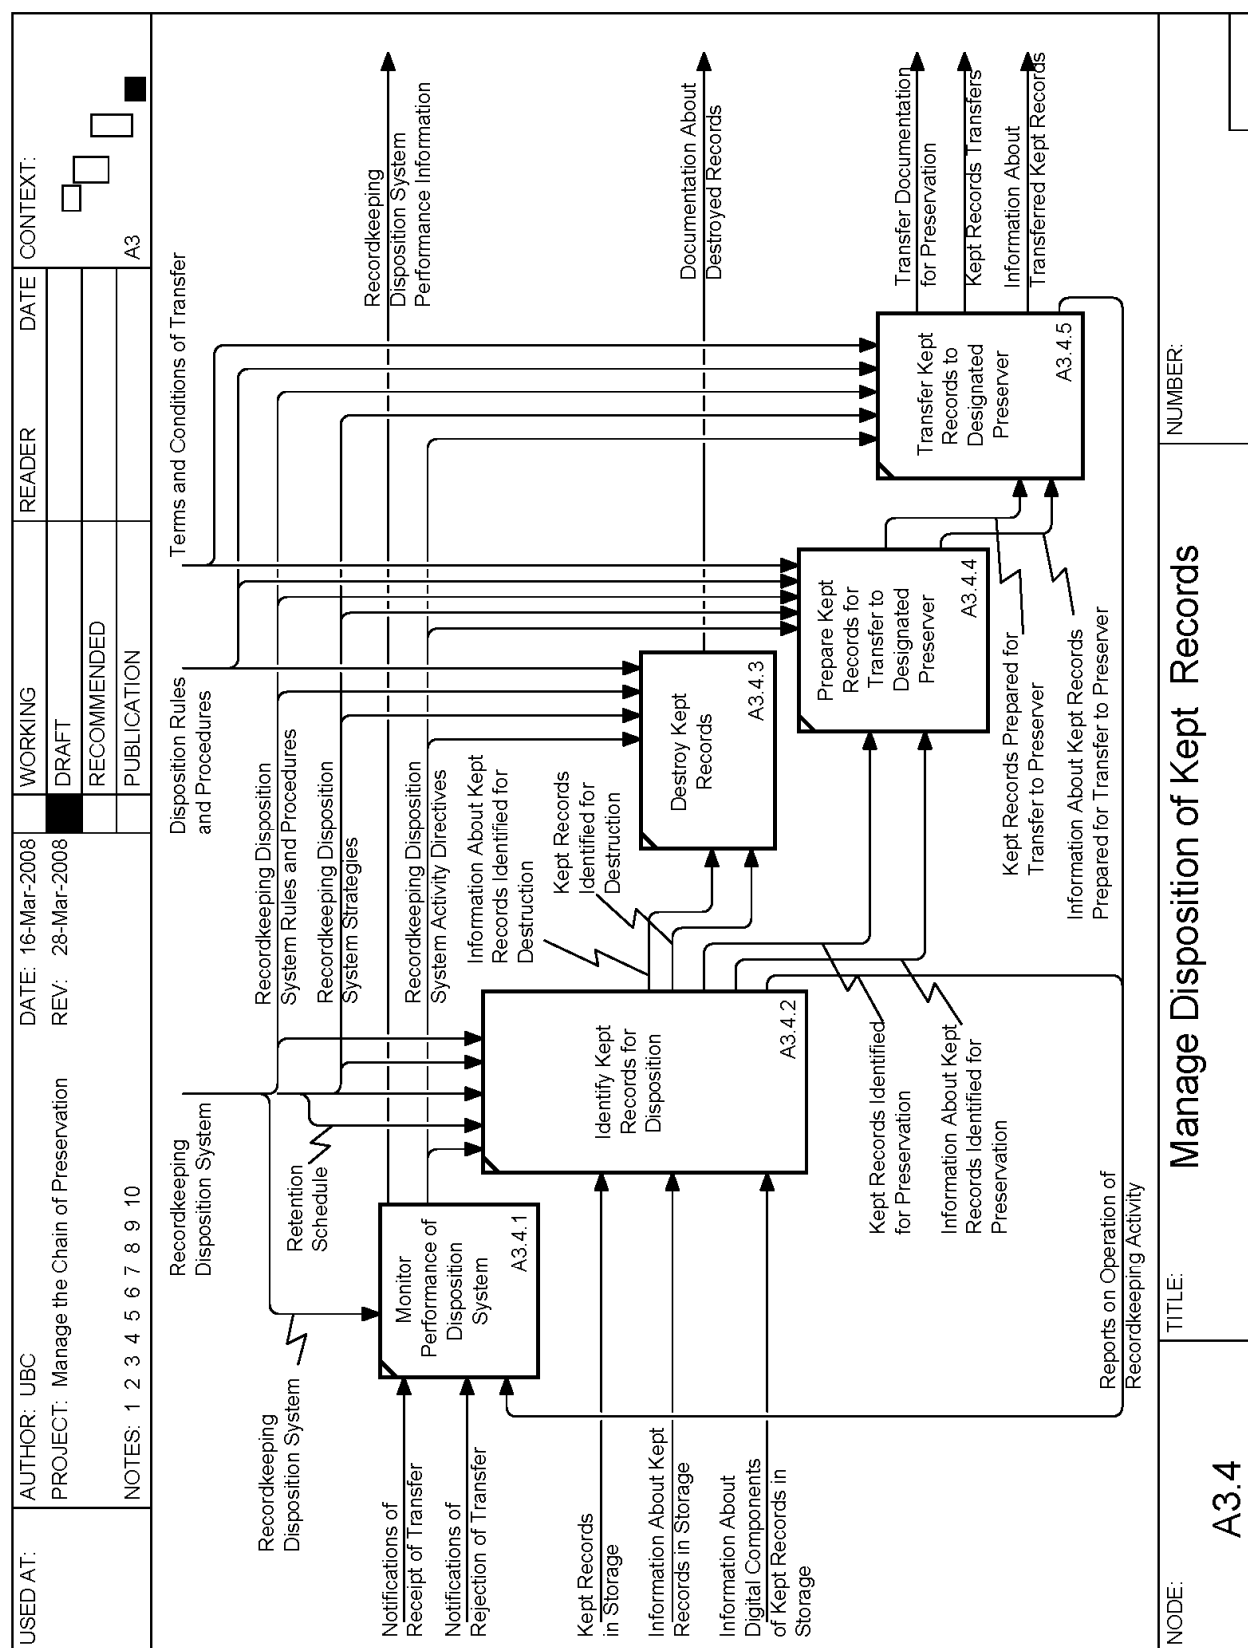 USED AT:
AUTHOR: UBC
PROJECT: Manage the Chain of Preservation
NOTES: 1 2 3 4 5 6 7 8 9 10
DATE: 16-Mar-2008
REV: 28-Mar-2008
WORKING
DRAFT
RECOMMENDED
PUBLICATION
READER
DATE
CONTEXT:
A3
Recordkeeping
Disposition System
Disposition Rules
and Procedures
Terms and Conditions of Transfer
Recordkeeping
Disposition System
Retention
Schedule
Recordkeeping Disposition
System Rules and Procedures
Recordkeeping Disposition
System Strategies
Recordkeeping Disposition
System Activity Directives
Recordkeeping
Disposition System
Performance Information
Notifications of
Receipt of Transfer
Notifications of
Rejection of Transfer
Monitor
Performance of
Disposition
System
A3.4.1
Information About Kept
Records Identified for
Destruction
Kept Records
Identified for
Destruction
Kept Records
in Storage
Information About Kept
Records in Storage
Information About
Digital Components
of Kept Records in
Storage
Identify Kept
Records for
Disposition
A3.4.2
Destroy Kept
Records
A3.4.3
Documentation About
Destroyed Records
Prepare Kept
Records for
Transfer to
Designated
Preserver
A3.4.4
Transfer Kept
Records to
Designated
Preserver
A3.4.5
Transfer Documentation
for Preservation
Kept Records Transfers
Information About
Transferred Kept Records
Kept Records Identified
for Preservation
Information About Kept
Records Identified for
Preservation
Kept Records Prepared for
Transfer to Preserver
Information About Kept Records
Prepared for Transfer to Preserver
Reports on Operation of
Recordkeeping Activity
NODE:
A3.4
TITLE:
Manage Disposition of Kept Records
NUMBER: